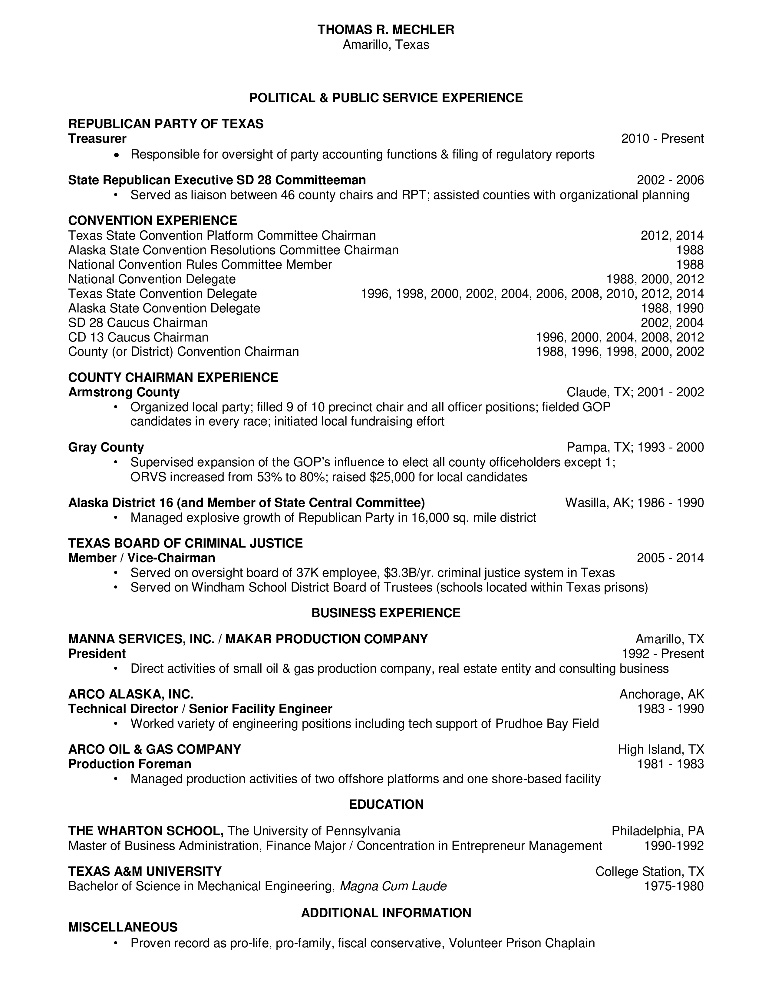 THOMAS R. MECHLER
Amarillo, Texas
POLITICAL & PUBLIC SERVICE EXPERIENCE
REPUBLICAN PARTY OF TEXAS
Treasurer 2010 - Present
• Responsible for oversight of party accounting functions & filing of regulatory reports
State Republican Executive SD 28 Committeeman 2002 - 2006
• Served as liaison between 46 county chairs and RPT; assisted counties with organizational planning
CONVENTION EXPERIENCE
Texas State Convention Platform Committee Chairman 2012, 2014
Alaska State Convention Resolutions Committee Chairman 1988
National Convention Rules Committee Member 1988
National Convention Delegate 1988, 2000, 2012
Texas State Convention Delegate 1996, 1998, 2000, 2002, 2004, 2006, 2008, 2010, 2012, 2014
Alaska State Convention Delegate 1988, 1990
SD 28 Caucus Chairman 2002, 2004
CD 13 Caucus Chairman 1996, 2000, 2004, 2008, 2012
County (or District) Convention Chairman 1988, 1996, 1998, 2000, 2002
COUNTY CHAIRMAN EXPERIENCE
Armstrong County Claude, TX; 2001 - 2002
• Organized local party; filled 9 of 10 precinct chair and all officer positions; fielded GOP
candidates in every race; initiated local fundraising effort
Gray County Pampa, TX; 1993 - 2000
• Supervised expansion of the GOP's influence to elect all county officeholders except 1;
ORVS increased from 53% to 80%; raised $25,000 for local candidates
Alaska District 16 (and Member of State Central Committee) Wasilla, AK; 1986 - 1990
• Managed explosive growth of Republican Party in 16,000 sq. mile district
TEXAS BOARD OF CRIMINAL JUSTICE
Member / Vice-Chairman 2005 - 2014
• Served on oversight board of 37K employee, $3.3B/yr. criminal justice system in Texas
• Served on Windham School District Board of Trustees (schools located within Texas prisons)
BUSINESS EXPERIENCE
MANNA SERVICES, INC. / MAKAR PRODUCTION COMPANY Amarillo, TX
President 1992 - Present
• Direct activities of small oil & gas production company, real estate entity and consulting business
ARCO ALASKA, INC. Anchorage, AK
Technical Director / Senior Facility Engineer 1983 - 1990
• Worked variety of engineering positions including tech support of Prudhoe Bay Field
ARCO OIL & GAS COMPANY High Island, TX
Production Foreman 1981 - 1983
• Managed production activities of two offshore platforms and one shore-based facility
EDUCATION
THE WHARTON SCHOOL, The University of Pennsylvania Philadelphia, PA
Master of Business Administration, Finance Major / Concentration in Entrepreneur Management 1990-1992
TEXAS A&M UNIVERSITY College Station, TX
Bachelor of Science in Mechanical Engineering, Magna Cum Laude 1975-1980
ADDITIONAL INFORMATION
MISCELLANEOUS
• Proven record as pro-life, pro-family, fiscal conservative, Volunteer Prison Chaplain